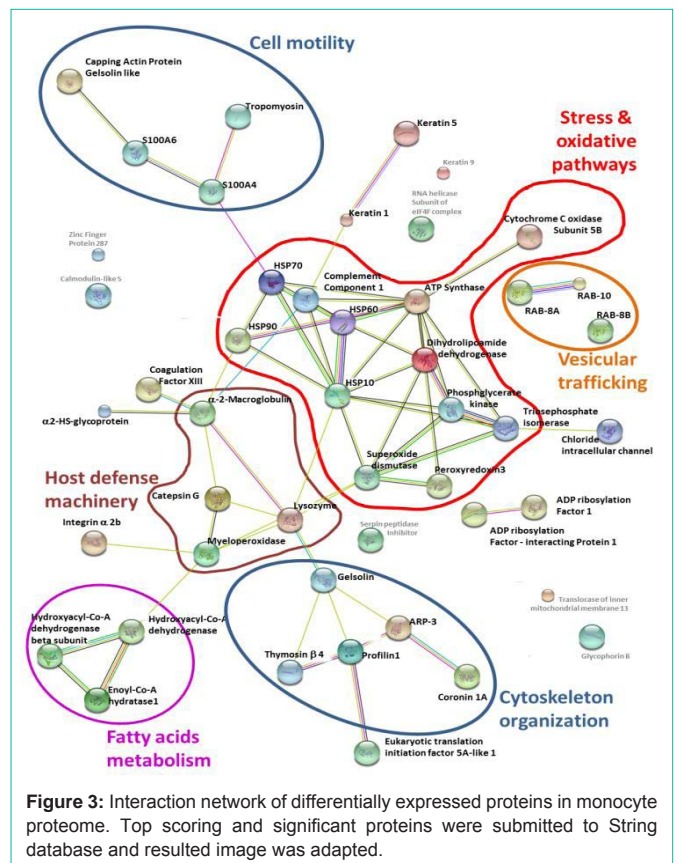 Cell motility
Capping Actin Protein
Gelsolin like
Tropomyosin
S100A6
S100A4
Keratin 5
Keratin 9
Keratin 1
RNA helicase
Subunit of
eIF4F complex
Stress &
oxidative
pathways
Cytochrome C oxidase
Subunit 5B
Zinc Finger
Protein 287
Calmodulin-like 5
HSP70
Complement
Component 1
ATP Synthase
HSP60
HSP90
Dihydrolipoamide
dehydrogenase
HSP10
Phosphglycerate
kinase
Triosephosphate
isomerase
Superoxide
dismutase
Peroxyredoxin3
RAB-8A
RAB-10
RAB-8B
Vesicular
trafficking
Chloride
intracellular channel
Coagulation
Factor XIII
α-2-Macroglobulin
α2-HS-glycoprotein
Host defense
machinery
Catepsin G
Lysozyme
Integrin α 2b
Myeloperoxidase
Serpin peptidase
Inhibitor
ADP ribosylation
Factor 1
ADP ribosylation
Factor - interacting Protein 1
Translocase of inner
mitochondrial membrane 13
Glycophorin B
Hydroxyacyl-Co-A
dehydrogenase
beta subunit
Hydroxyacyl-Co-A
dehydrogenase
Enoyl-Co-A
hydratase1
Fatty acids
metabolism
Gelsolin
ARP-3
Thymosin β 4
Profilin1
Coronin 1A
Cytoskeleton
organization
Eukaryotic translation
initiation factor 5A-like 1
Figure 3: Interaction network of differentially expressed proteins in monocyte
proteome. Top scoring and significant proteins were submitted to String
database and resulted image was adapted.